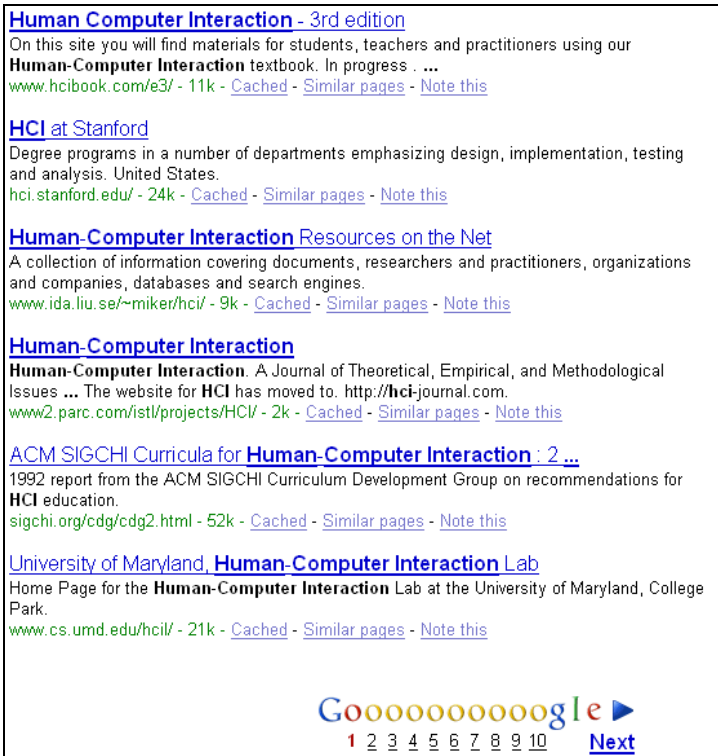 Human Computer Interaction - 3rd edition
On this site you will find materials for students, teachers and practitioners using our
Human-Computer Interaction textbook. In progress . ...
www.hcibook.com/e3/ - 11k - Cached - Similar pages - Note this
HCI at Stanford
Degree programs in a number of departments emphasizing design, implementation, testing
and analysis. United States.
hci.stanford.edu/ - 24k - Cached - Similar pages - Note this
Human-Computer Interaction Resources on the Net
A collection of information covering documents, researchers and practitioners, organizations
and companies, databases and search engines.
www.ida.liu.se/~miker/hci/ - 9k - Cached - Similar pages - Note this
Human-Computer Interaction
Human-Computer Interaction. A Journal of Theoretical, Empirical, and Methodological
Issues ... The website for HCI has moved to. http://hci-journal.com.
www2.parc.com/istl/projects/HCI/ - 2k - Cached - Similar pages - Note this
ACM SIGCHI Curricula for Human-Computer Interaction : 2 ...
1992 report from the ACM SIGCHI Curriculum Development Group on recommendations for
HCI education.
sigchi.org/cdg/cdg2.html - 52k - Cached - Similar pages - Note this
University of Maryland, Human-Computer Interaction Lab
Home Page for the Human-Computer Interaction Lab at the University of Maryland, College
Park.
www.cs.umd.edu/hcil/ - 21k - Cached - Similar pages - Note this
Goooooooooogle
1 2 3 4 5 6 7 8 9 10 Next